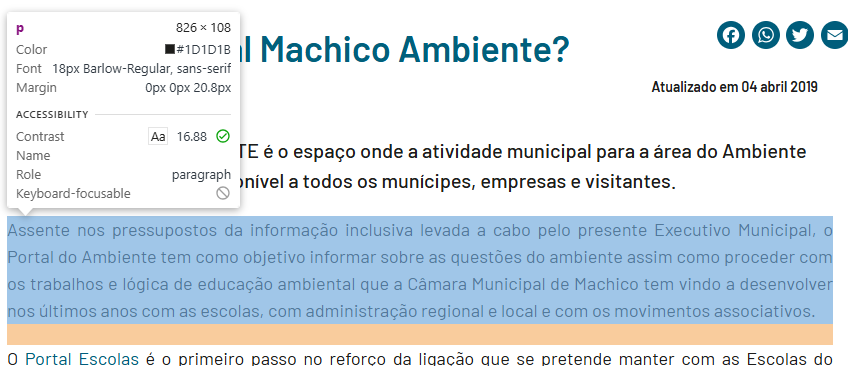 p 826 × 108
Color #1D1D1B
Font 18px Barlow-Regular, sans-serif
Margin 0px 0px 20.8px
ACCESSIBILITY
Contrast Aa 16.88
Name
Role paragraph
Keyboard-focusable
Machico Ambiente?
Atualizado em 04 abril 2019
TE é o espaço onde a atividade municipal para a área do Ambiente
onível a todos os munícipes, empresas e visitantes.
Assente nos pressupostos da informação inclusiva levada a cabo pelo presente Executivo Municipal, o
Portal do Ambiente tem como objetivo informar sobre as questões do ambiente assim como proceder com
os trabalhos e lógica de educação ambiental que a Câmara Municipal de Machico tem vindo a desenvolver
nos últimos anos com as escolas, com administração regional e local e com os movimentos associativos.
O Portal Escolas é o primeiro passo no reforço da ligação que se pretende manter com as Escolas do